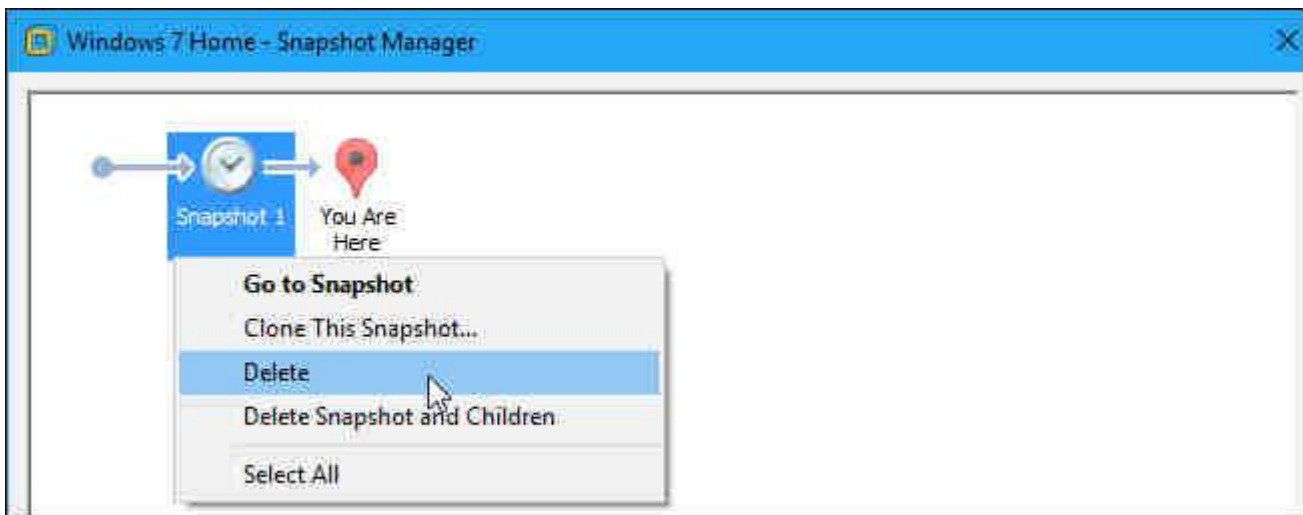 Windows 7 Home - Snapshot Manager
Snapshot 1
You Are
Here
Go to Snapshot
Clone This Snapshot...
Delete
Delete Snapshot and Children
Select All